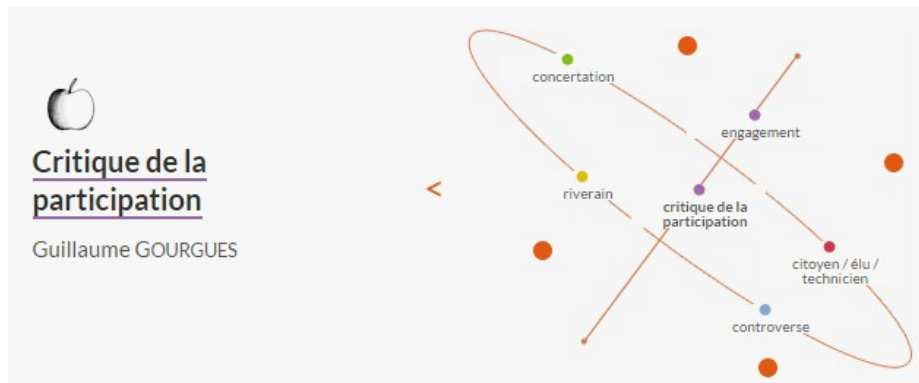 Critique de la
participation
Guillaume GOURGUES
<
concertation
engagement
riverain
critique de la
participation
citoyen / élu /
technicien
controverse